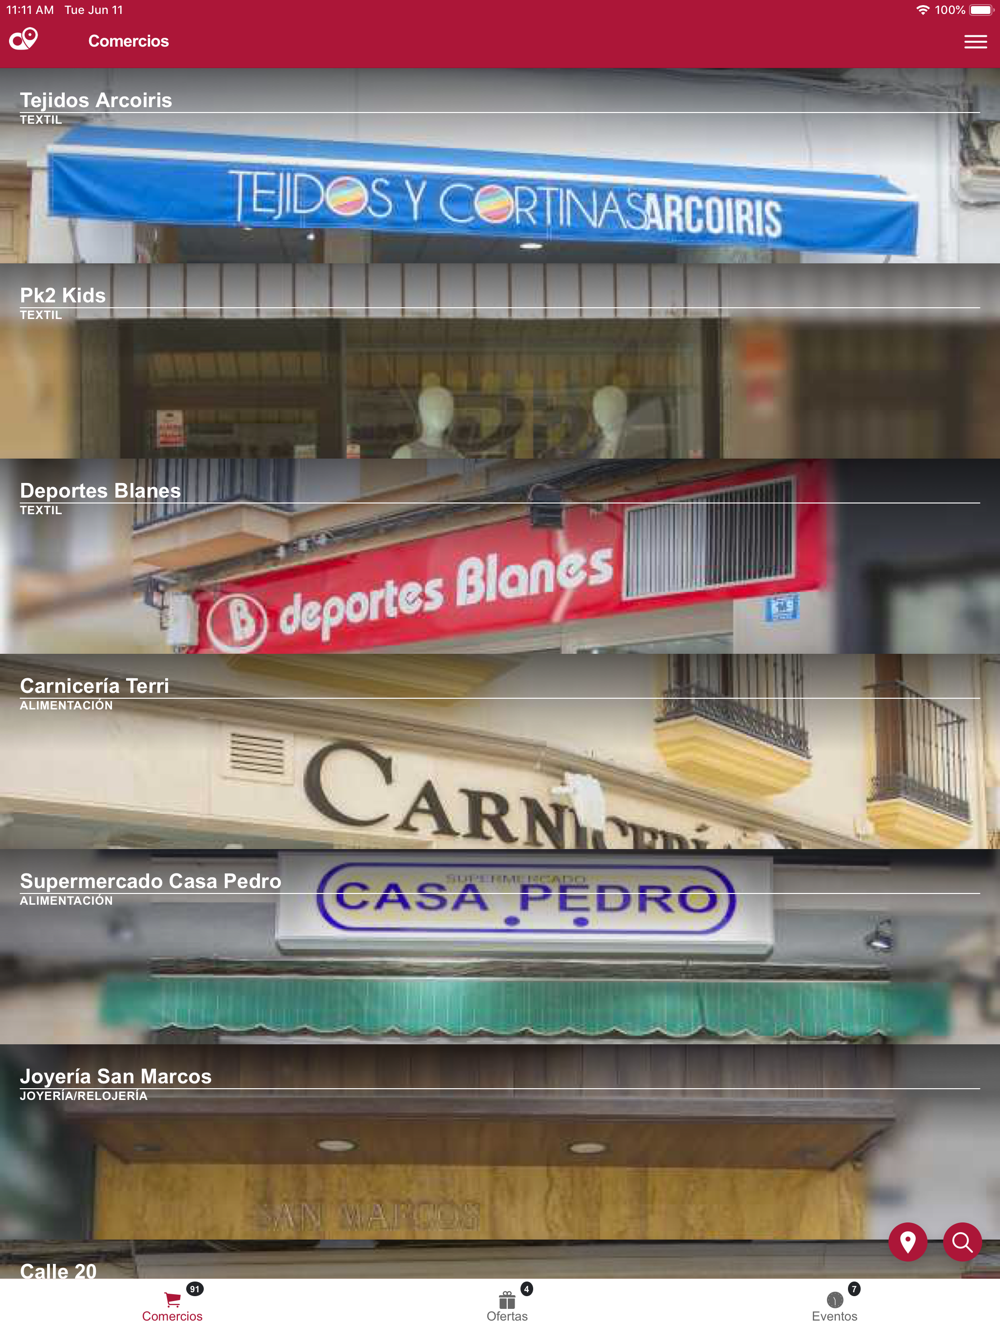 11:11 AM Tue Jun 11
100%
Comercios
Tejidos Arcoiris
TEXTIL
TEJIDOS Y CORTINAS ARCOIRIS
Pk2 Kids
TEXTIL
Deportes Blanes
TEXTIL
B deportes Blanes
Carnicería Terri
ALIMENTACIÓN
CARNICERÍA
Supermercado Casa Pedro
ALIMENTACIÓN
SUPERMERCADO
CASA PEDRO
Joyería San Marcos
JOYERÍA/RELOJERÍA
SAN MARCOS
Calle 20
91
Comercios
4
Ofertas
7
Eventos